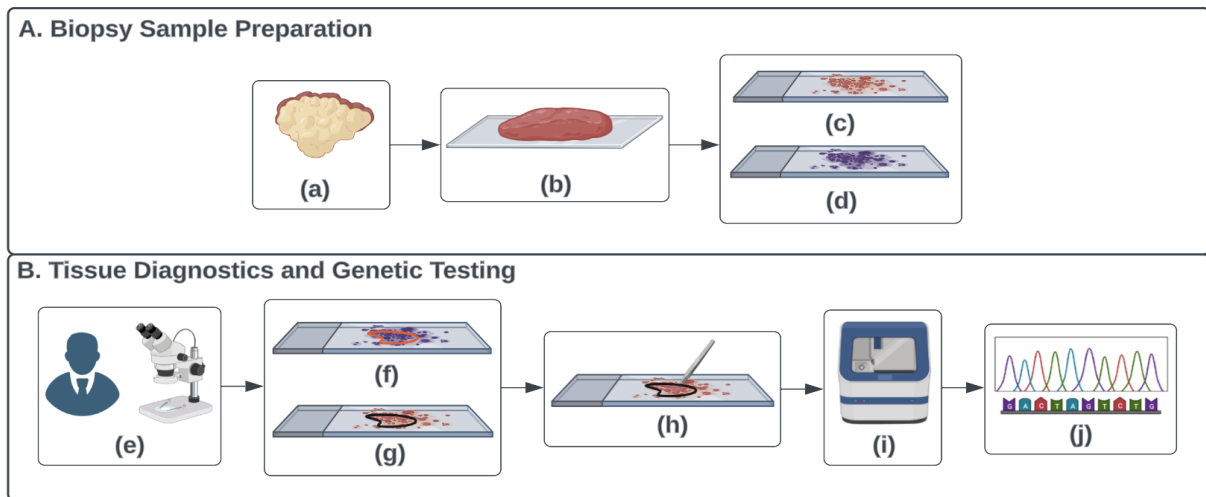 A. Biopsy Sample Preparation
(a)
(b)
(c)
(d)
B. Tissue Diagnostics and Genetic Testing
(e)
(f)
(g)
(h)
(i)
G A C T A G T C T G
(j)